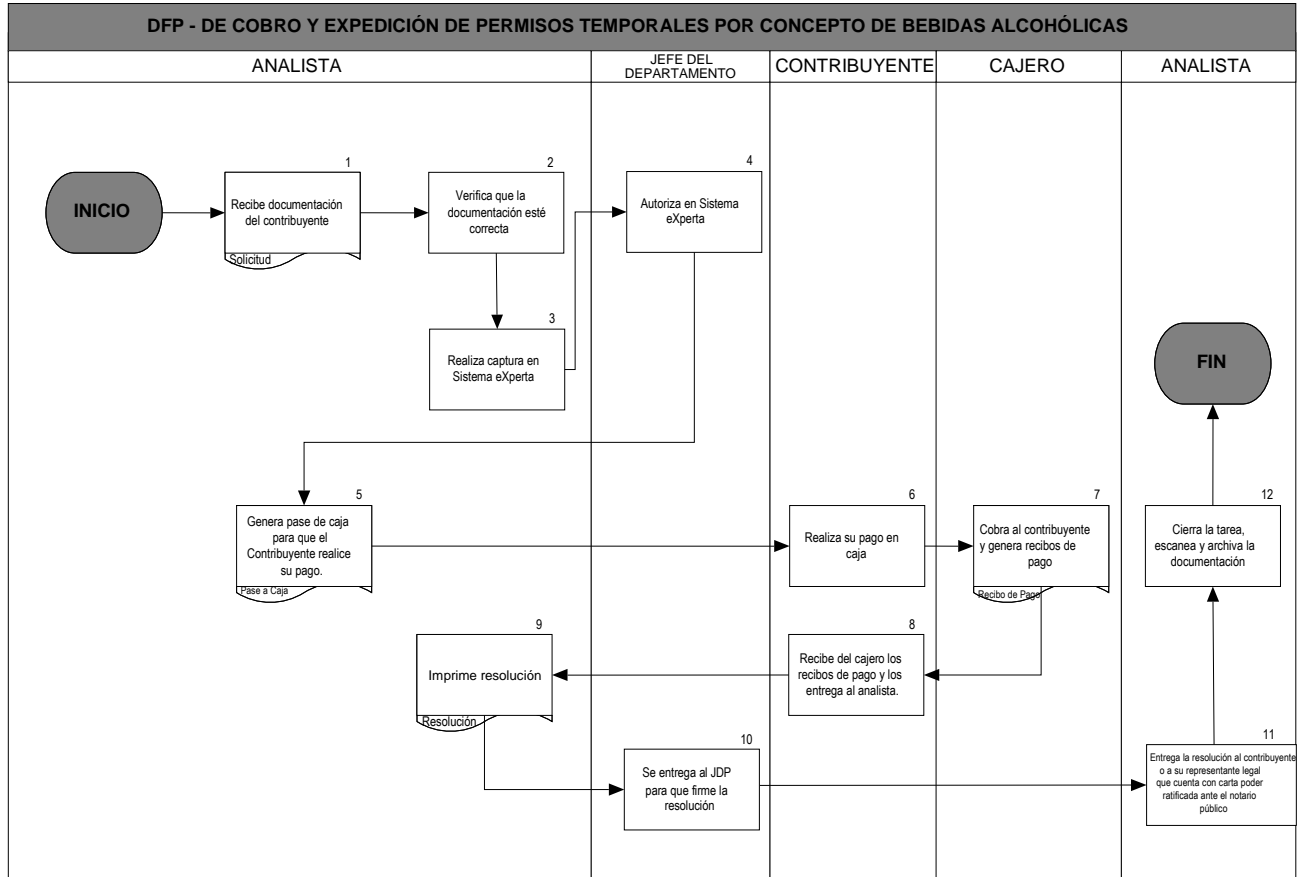 DFP - DE COBRO Y EXPEDICIÓN DE PERMISOS TEMPORALES POR CONCEPTO DE BEBIDAS ALCOHÓLICAS
ANALISTA
JEFE DEL
DEPARTAMENTO
CONTRIBUYENTE
CAJERO
ANALISTA
INICIO
1
Recibe documentación
del contribuyente
Solicitud
2
Verifica que la
documentación esté
correcta
3
Realiza captura en
Sistema eXperta
4
Autoriza en Sistema
eXperta
5
Genera pase de caja
para que el
Contribuyente realice
su pago.
Pase a Caja
6
Realiza su pago en
caja
7
Cobra al contribuyente
y genera recibos de
pago
Recibo de Pago
8
Recibe del cajero los
recibos de pago y los
entrega al analista.
9
Imprime resolución
Resolución
10
Se entrega al JDP
para que firme la
resolución
11
Entrega la resolución al contribuyente
o a su representante legal
que cuenta con carta poder
ratificada ante el notario
público
12
Cierra la tarea,
escanea y archiva la
documentación
FIN